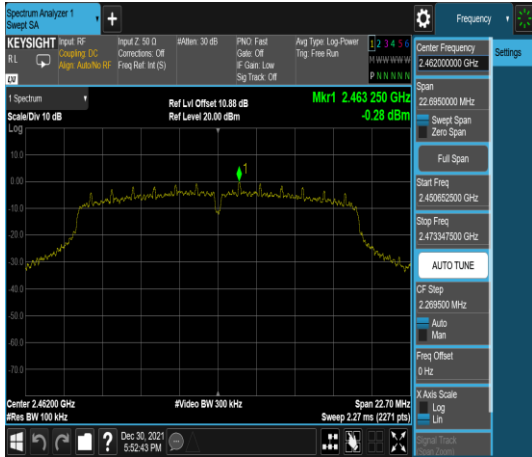 Spectrum Analyzer 1
Swept SA
+
Frequency
KEYSIGHT
RL
Input: RF
Coupling: DC
Align: Auto/No RF
Input Z: 50 Ω
Corrections: Off
Freq Ref: Int (S)
#Atten: 30 dB
PNO: Fast
Gate: Off
IF Gain: Low
Sig Track: Off
Avg Type: Log-Power
Trig: Free Run
1 2 3 4 5 6
M W W W W W
P N N N N N
1 Spectrum
Scale/Div 10 dB
Log
Ref Lvl Offset 10.88 dB
Ref Level 20.00 dBm
Mkr1 2.463 250 GHz
-0.28 dBm
1
10.0
0.00
-10.0
-20.0
-30.0
-40.0
-50.0
-60.0
-70.0
Center 2.46200 GHz
#Res BW 100 kHz
#Video BW 300 kHz
Span 22.70 MHz
Sweep 2.27 ms (2271 pts)
?
Dec 30, 2021
5:52:43 PM
Center Frequency
2.462000000 GHz
Span
22.6950000 MHz
Swept Span
Zero Span
Full Span
Start Freq
2.450652500 GHz
Stop Freq
2.473347500 GHz
AUTO TUNE
CF Step
2.269500 MHz
Auto
Man
Freq Offset
0 Hz
X Axis Scale
Log
Lin
Signal Track
(Span Zoom)
Settings